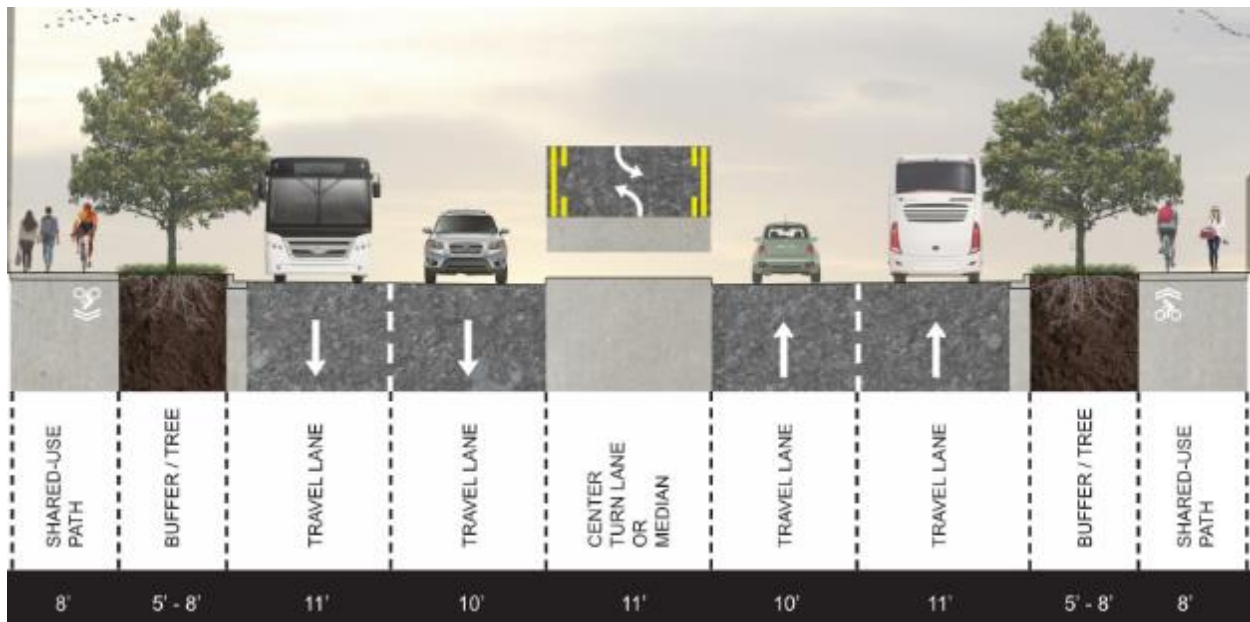 SHARED-USE
PATH
BUFFER / TREE
TRAVEL LANE
TRAVEL LANE
CENTER
TURN LANE
OR
MEDIAN
TRAVEL LANE
TRAVEL LANE
BUFFER / TREE
SHARED-USE
PATH
8' 5' - 8' 11' 10' 11' 10' 11' 5' - 8' 8'